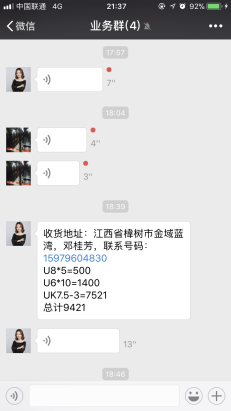 中国联通 4G 21:37 92%
微信 业务群(4)
17:57
7"
18:04
4"
3"
18:39
收货地址：江西省樟树市金域蓝
湾，邓桂芳，联系号码：
15979604830
U8*5=500
U6*10=1400
UK7.5-3=7521
总计9421
13"
18:46